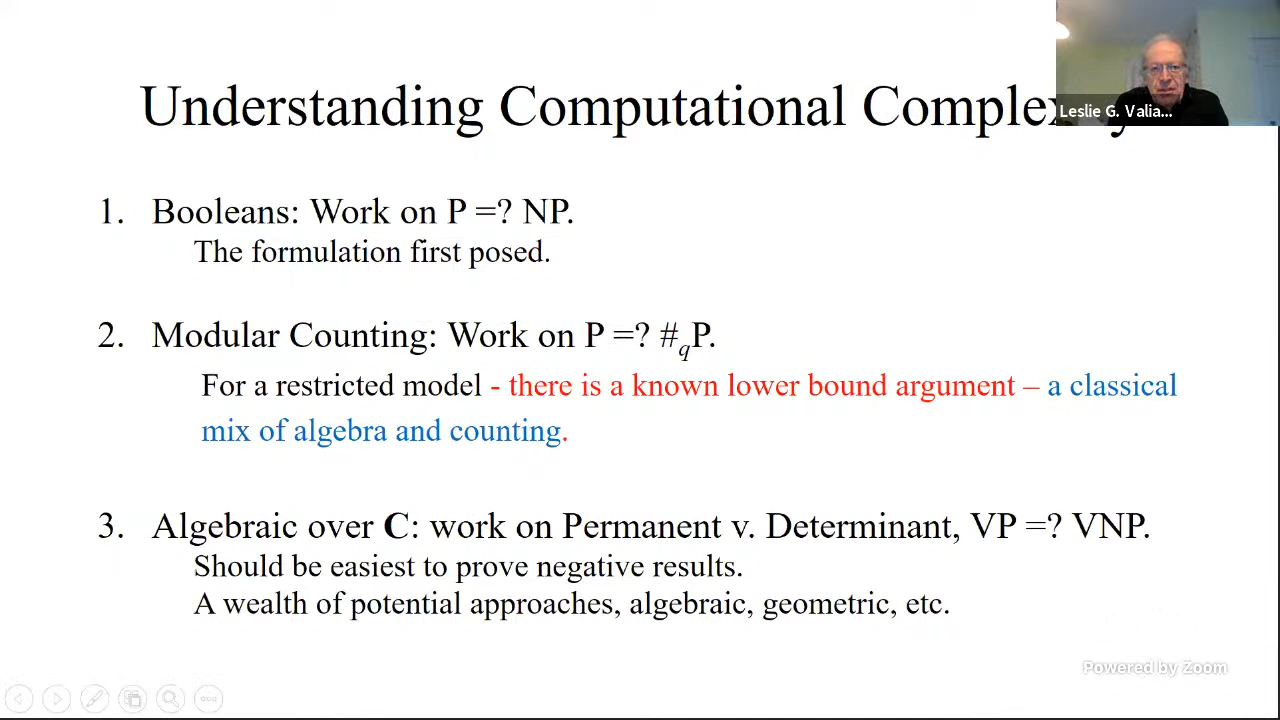 Understanding Computational Complexity
Leslie G. Valia...
1. Booleans: Work on P =? NP.
The formulation first posed.
2. Modular Counting: Work on P =? #qP.
For a restricted model - there is a known lower bound argument – a classical
mix of algebra and counting.
3. Algebraic over C: work on Permanent v. Determinant, VP =? VNP.
Should be easiest to prove negative results.
A wealth of potential approaches, algebraic, geometric, etc.
Powered by Zoom